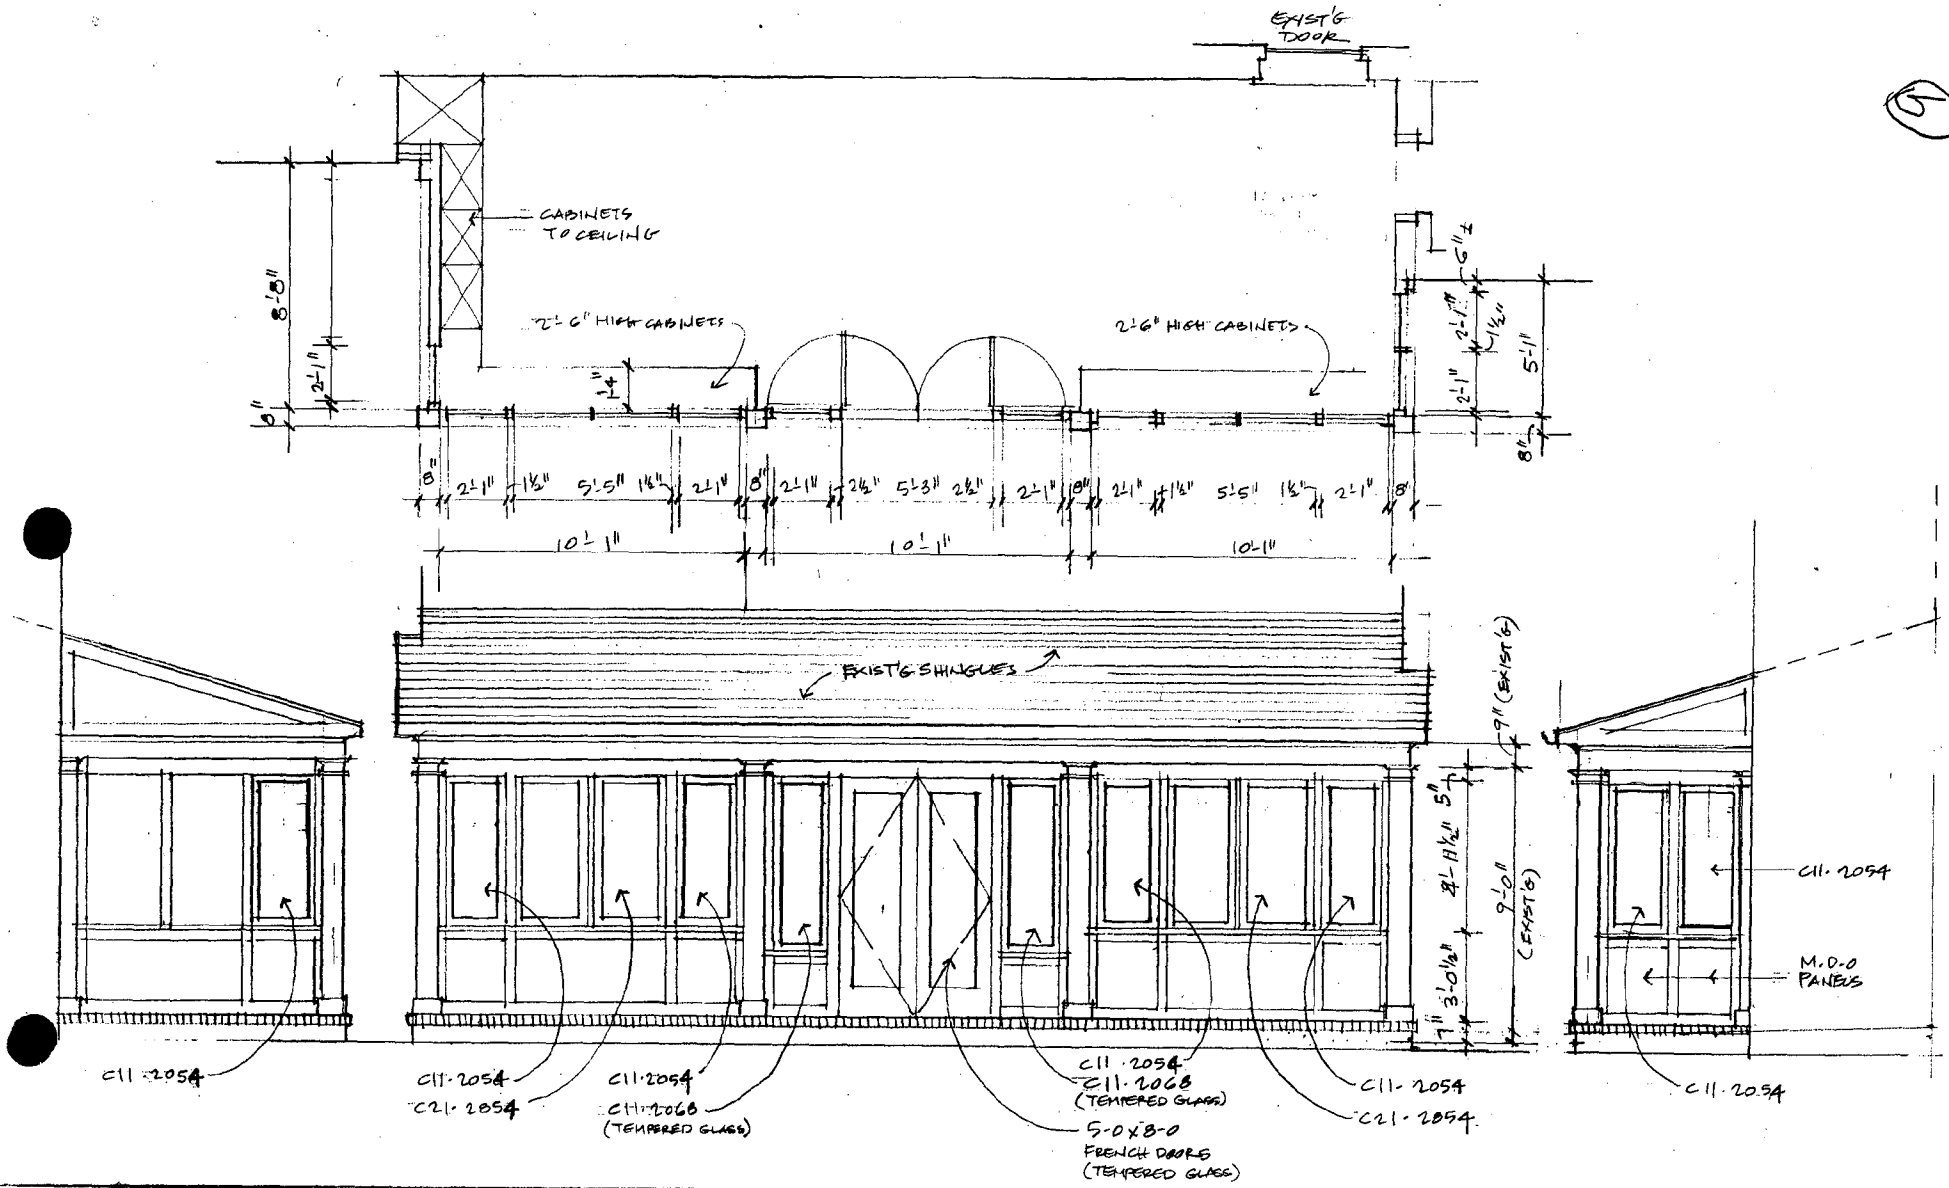 EXIST'G
DOOR
9
CABINETS
TO CEILING
8'-8"
2'-1"
8"
2'-6" HIGH CABINETS
1'-4"
2'-6" HIGH CABINETS
6" ±
2'-1"
1½"
2'-1"
5'-1"
8"
8" 2'-1" 1½" 5'-5" 1½" 2'-1" 8" 2'-1" 2½" 5'-3" 2½" 2'-1" 8" 2'-1" 1½" 5'-5" 1½" 2'-1" 8"
10'-1" 10'-1" 10'-1"
EXIST'G SHINGLES
9" (EXIST'G)
5"
11½"
3'-0½"
7"
9'-0"
(EXIST'G)
C11-2054
M.D.O
PANELS
C11-2054
C11-2054
C21-2854
C11-2054
C11-2068
(TEMPERED GLASS)
C11-2054
C11-2068
(TEMPERED GLASS)
5-0 X 8-0
FRENCH DOORS
(TEMPERED GLASS)
C11-2054
C21-2854
C11-2054